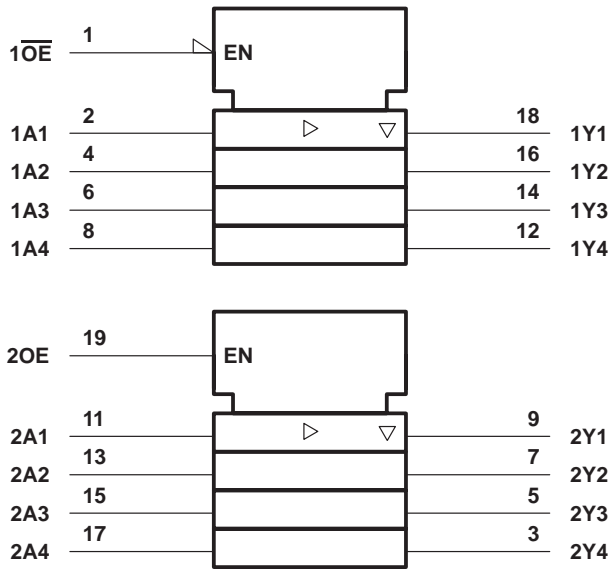 1O̅E̅ 1 EN
1A1 2 18 1Y1
1A2 4 16 1Y2
1A3 6 14 1Y3
1A4 8 12 1Y4
2OE 19 EN
2A1 11 9 2Y1
2A2 13 7 2Y2
2A3 15 5 2Y3
2A4 17 3 2Y4